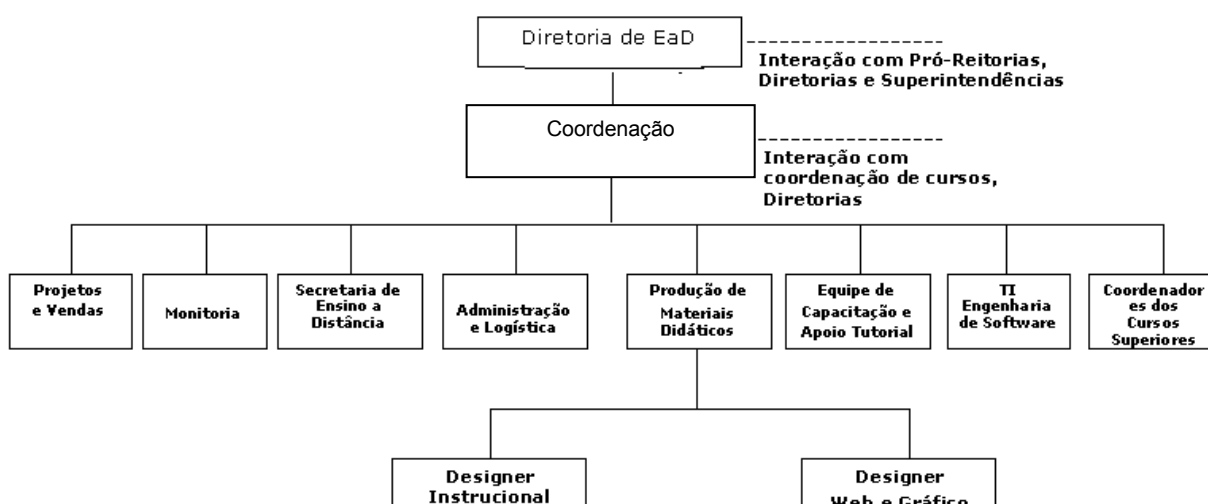 Diretoria de EaD
Interação com Pró-Reitorias,
Diretorias e Superintendências
Coordenação
Interação com
coordenação de cursos,
Diretorias
Projetos
e Vendas
Monitoria
Secretaria de
Ensino a
Distância
Administração
e Logística
Produção de
Materiais
Didáticos
Equipe de
Capacitação e
Apoio Tutorial
TI
Engenharia
de Software
Coordenador
es dos
Cursos
Superiores
Designer
Instrucional
Designer
Web e Gráfico